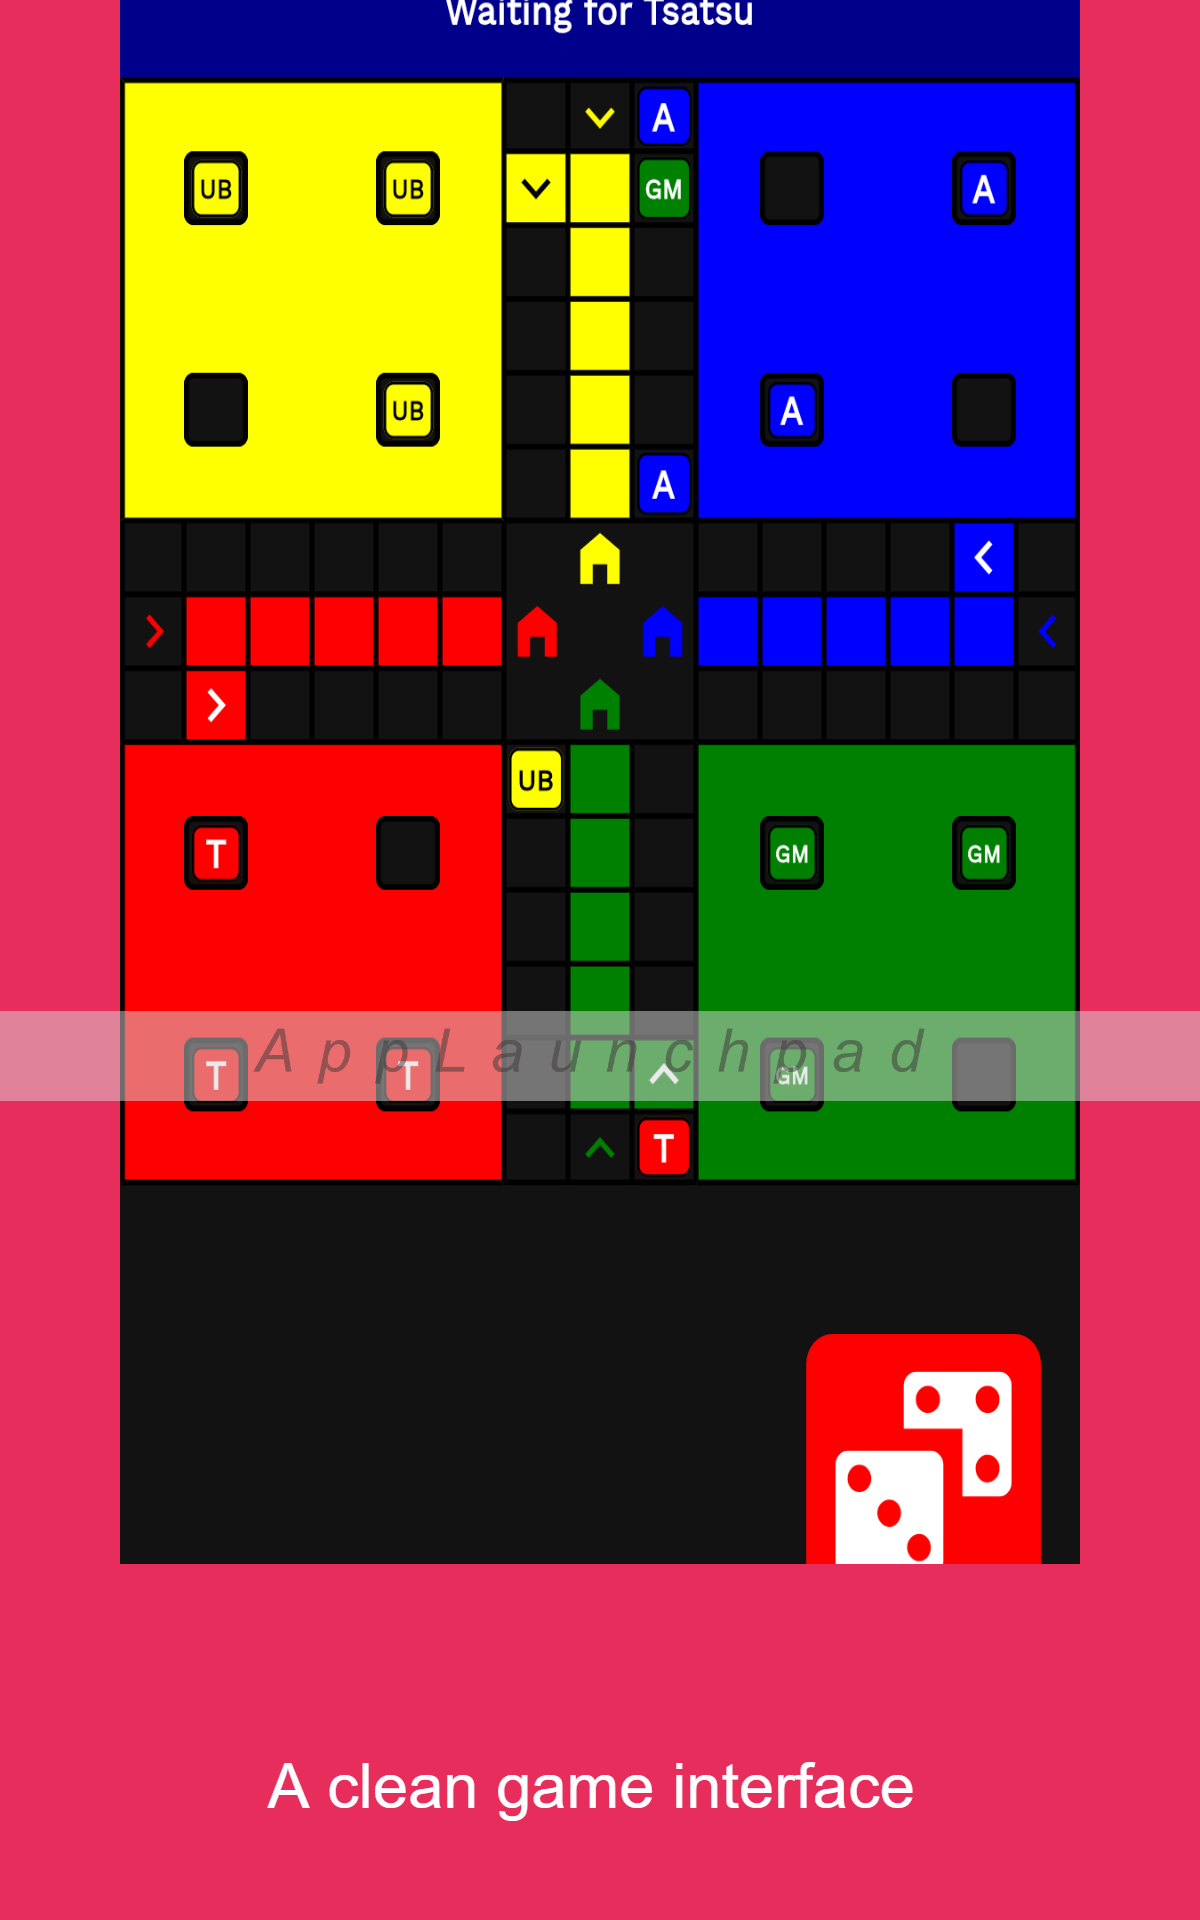 Waiting for Tsatsu
A
UB UB GM A
UB A
A
UB
T GM GM
AppLaunchpad
T T GM
T
A clean game interface